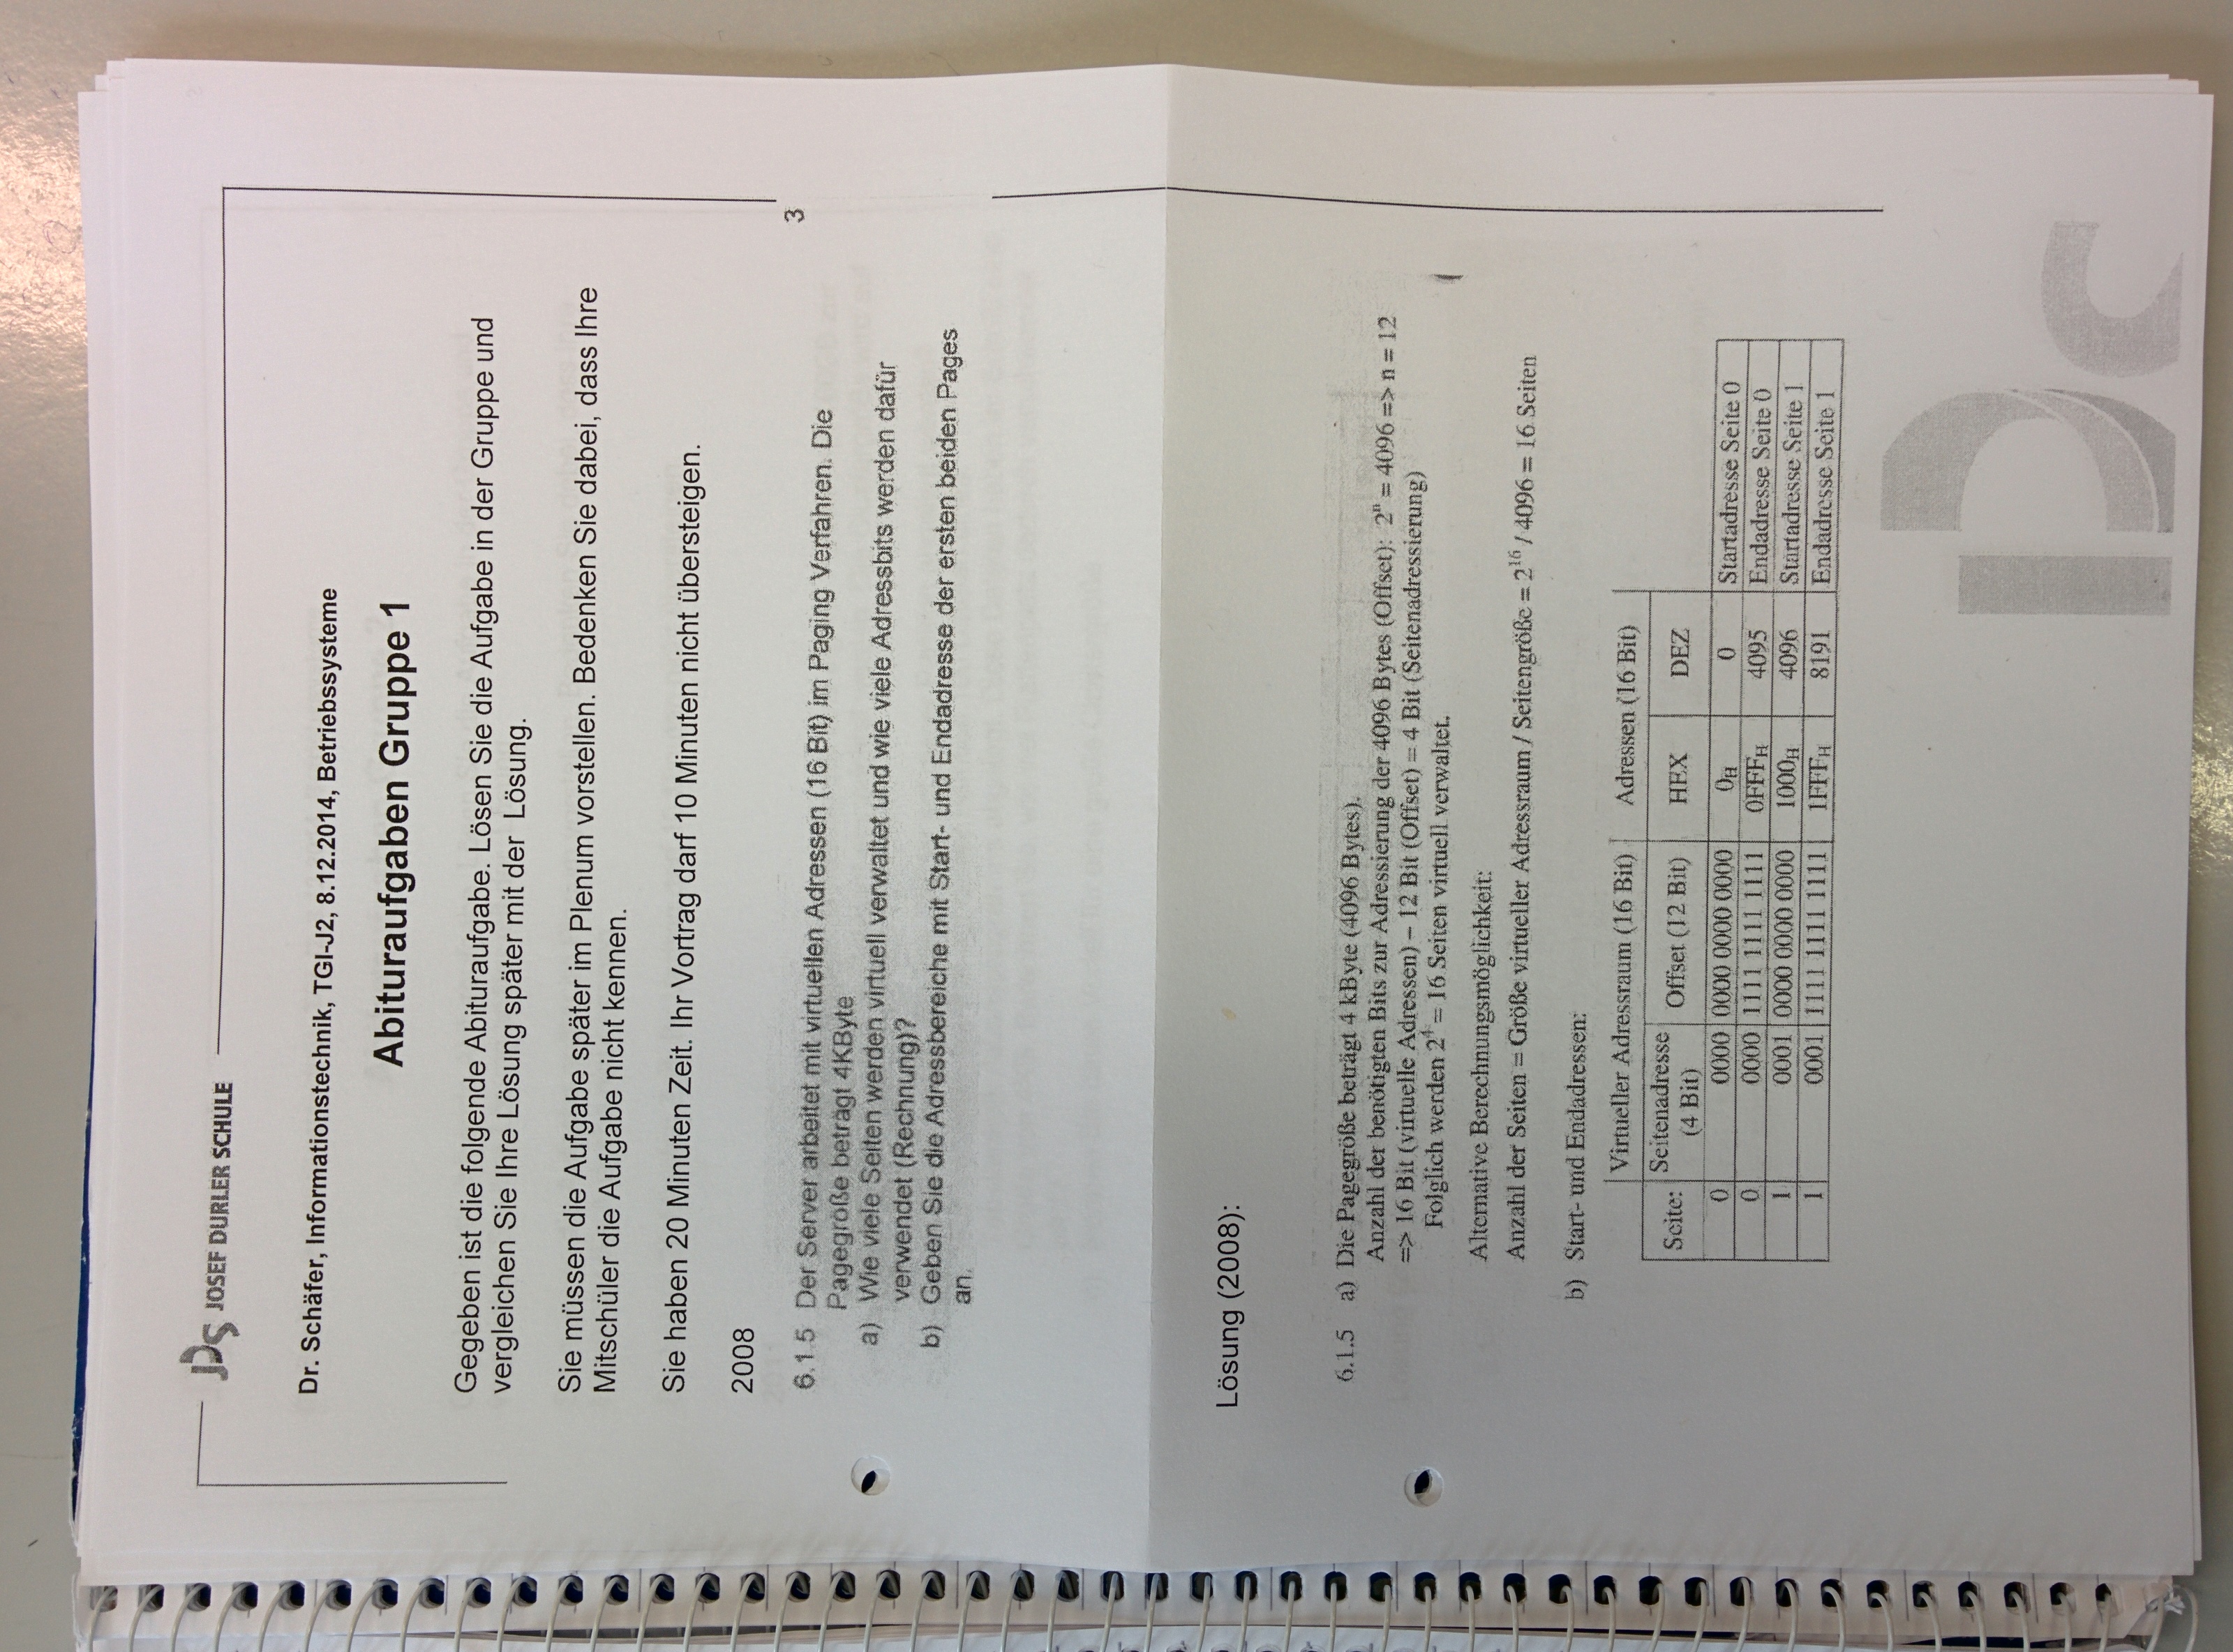 JDS JOSEF DURLER SCHULE
Dr. Schäfer, Informationstechnik, TGI-J2, 8.12.2014, Betriebssysteme
Abituraufgaben Gruppe 1
Gegeben ist die folgende Abituraufgabe. Lösen Sie die Aufgabe in der Gruppe und
vergleichen Sie Ihre Lösung später mit der Lösung.
Sie müssen die Aufgabe später im Plenum vorstellen. Bedenken Sie dabei, dass Ihre
Mitschüler die Aufgabe nicht kennen.
Sie haben 20 Minuten Zeit. Ihr Vortrag darf 10 Minuten nicht übersteigen.
2008
3
6.1.5 Der Server arbeitet mit virtuellen Adressen (16 Bit) im Paging Verfahren. Die
Pagegröße beträgt 4KByte
a) Wie viele Seiten werden virtuell verwaltet und wie viele Adressbits werden dafür
verwendet (Rechnung)?
b) Geben Sie die Adressbereiche mit Start- und Endadresse der ersten beiden Pages
an.
Lösung (2008):
6.1.5 a) Die Pagegröße beträgt 4 kByte (4096 Bytes).
Anzahl der benötigten Bits zur Adressierung der 4096 Bytes (Offset): 2ⁿ = 4096 => n = 12
=> 16 Bit (virtuelle Adressen) – 12 Bit (Offset) = 4 Bit (Seitenadressierung)
Folglich werden 2⁴ = 16 Seiten virtuell verwaltet.
Alternative Berechnungsmöglichkeit:
Anzahl der Seiten = Größe virtueller Adressraum / Seitengröße = 2¹⁶ / 4096 = 16 Seiten
b) Start- und Endadressen:
Virtueller Adressraum (16 Bit) Adressen (16 Bit)
Seite: Seitenadresse (4 Bit) Offset (12 Bit) HEX DEZ
0 0000 0000 0000 0000 0H 0 Startadresse Seite 0
0 0000 1111 1111 1111 0FFFH 4095 Endadresse Seite 0
1 0001 0000 0000 0000 1000H 4096 Startadresse Seite 1
1 0001 1111 1111 1111 1FFFH 8191 Endadresse Seite 1